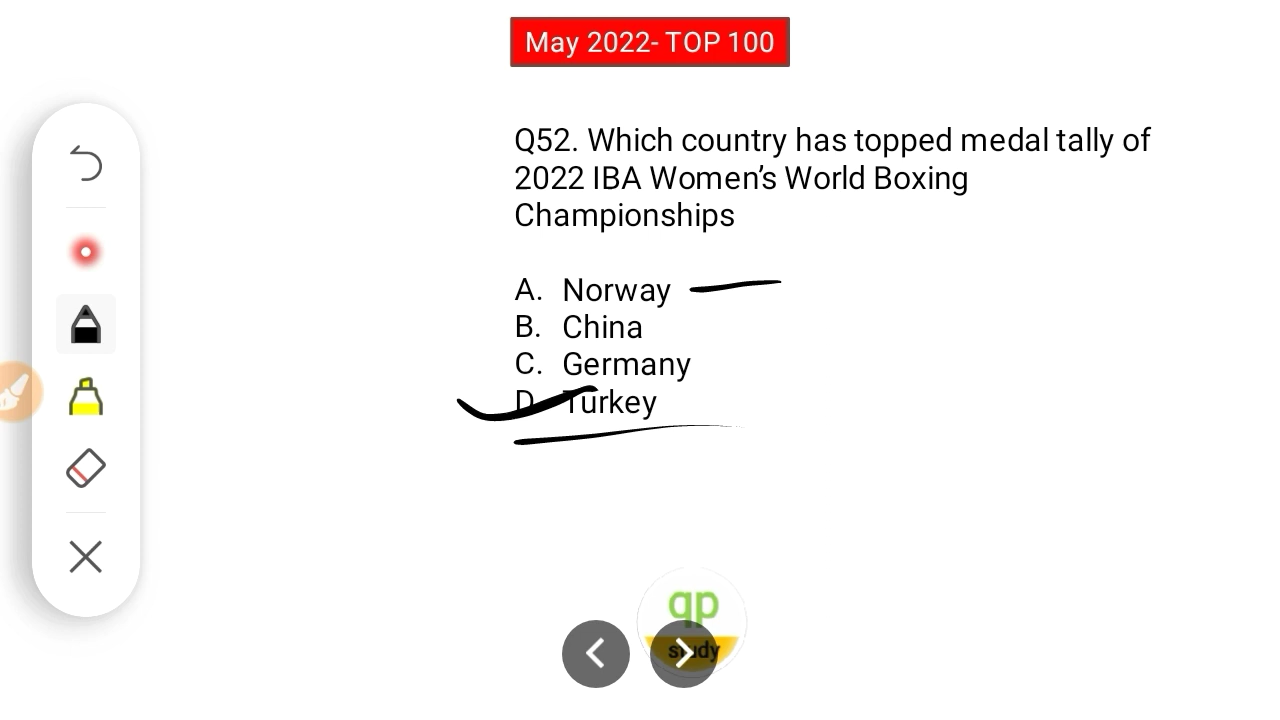 May 2022- TOP 100
Q52. Which country has topped medal tally of
2022 IBA Women's World Boxing
Championships
A. Norway
B. China
C. Germany
D. Turkey
qp
study